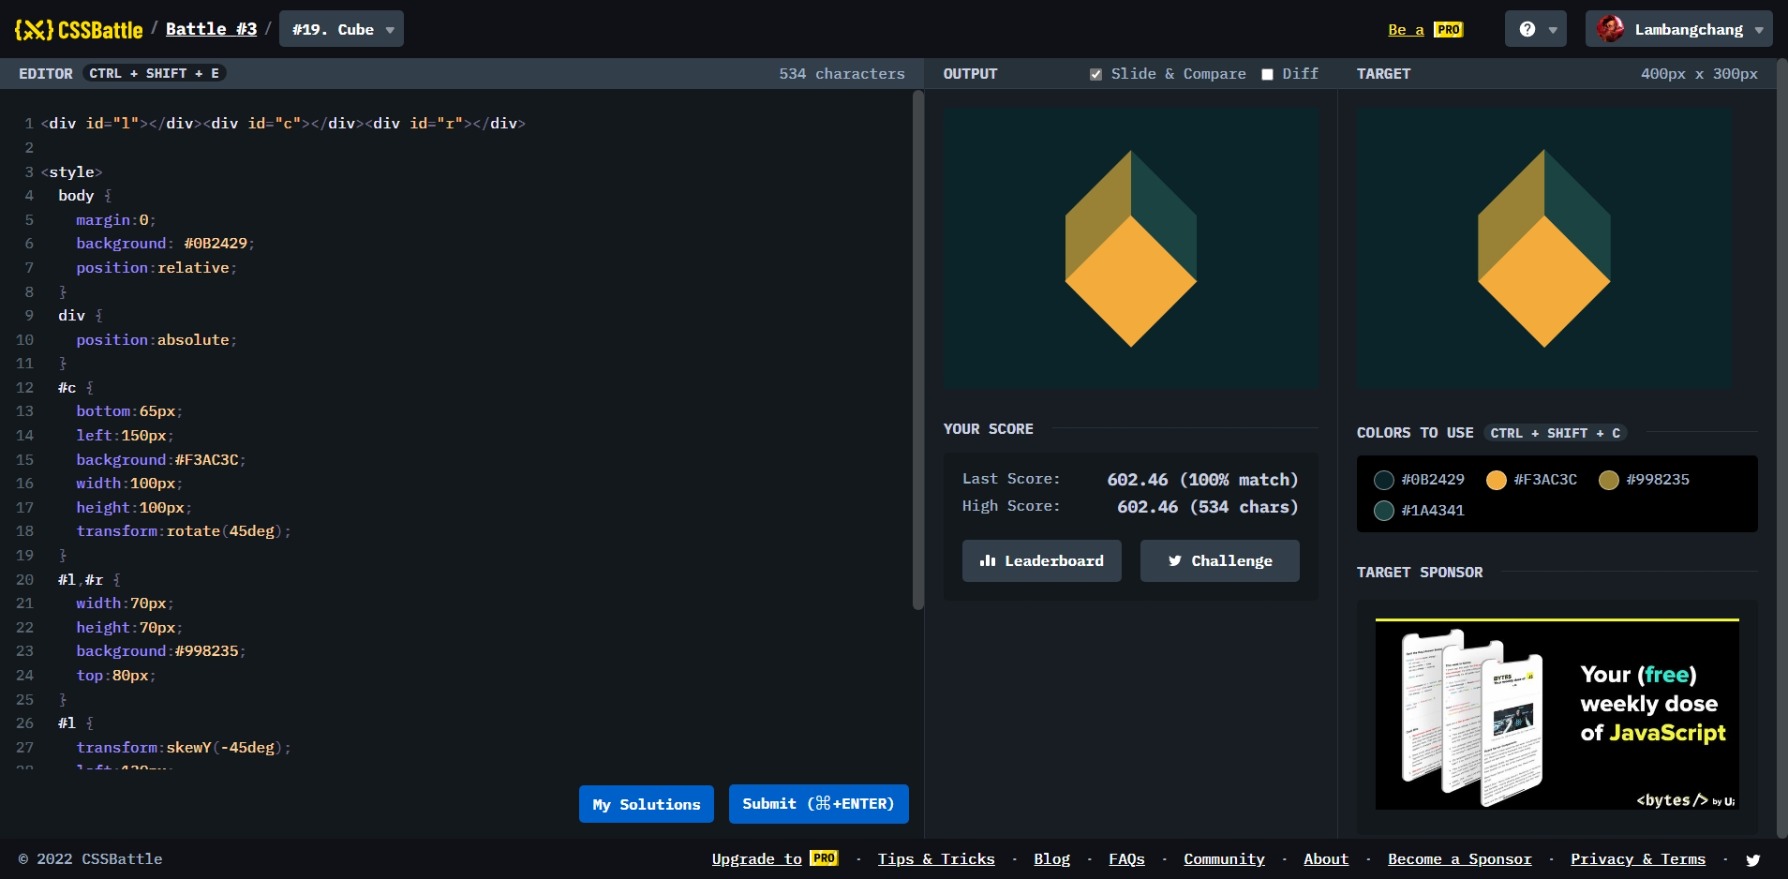 {X} CSSBattle / Battle #3 / #19. Cube
Be a PRO
?
Lambangchang
EDITOR CTRL + SHIFT + E
534 characters
1 <div id="l"></div><div id="c"></div><div id="r"></div>
2
3 <style>
4 body {
5 margin:0;
6 background: #0B2429;
7 position:relative;
8 }
9 div {
10 position:absolute;
11 }
12 #c {
13 bottom:65px;
14 left:150px;
15 background:#F3AC3C;
16 width:100px;
17 height:100px;
18 transform:rotate(45deg);
19 }
20 #l,#r {
21 width:70px;
22 height:70px;
23 background:#998235;
24 top:80px;
25 }
26 #l {
27 transform:skewY(-45deg);
My Solutions
Submit (⌘+ENTER)
OUTPUT
Slide & Compare
Diff
YOUR SCORE
Last Score: 602.46 (100% match)
High Score: 602.46 (534 chars)
Leaderboard
Challenge
TARGET
400px x 300px
COLORS TO USE CTRL + SHIFT + C
#0B2429 #F3AC3C #998235
#1A4341
TARGET SPONSOR
Your (free)
weekly dose
of JavaScript
<bytes/> by Ui
© 2022 CSSBattle
Upgrade to PRO · Tips & Tricks · Blog · FAQs · Community · About · Become a Sponsor · Privacy & Terms ·